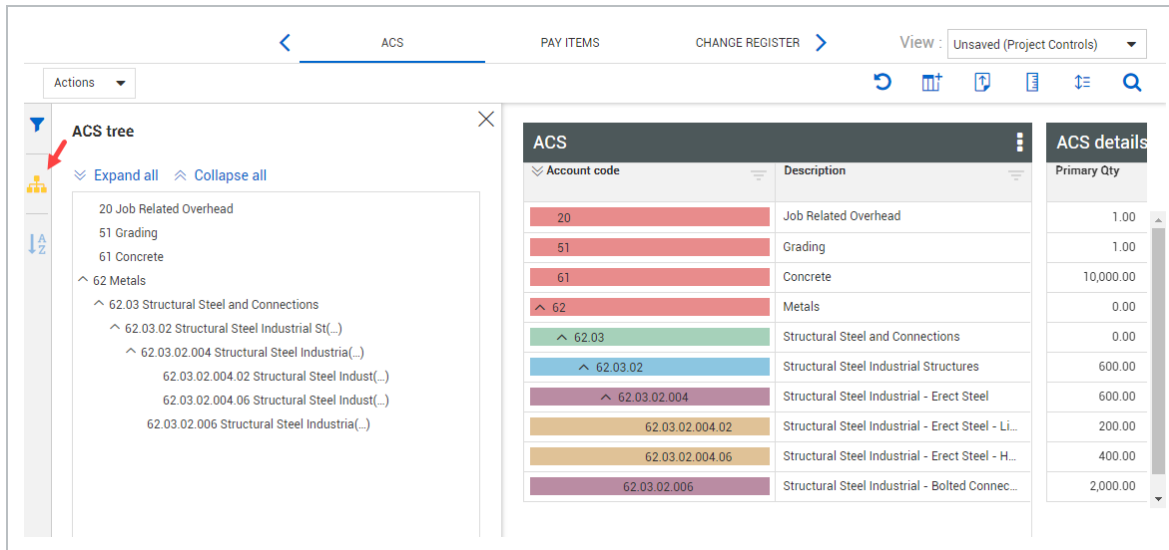 ACS PAY ITEMS CHANGE REGISTER View : Unsaved (Project Controls)
Actions
ACS tree
Expand all Collapse all
20 Job Related Overhead
51 Grading
61 Concrete
62 Metals
62.03 Structural Steel and Connections
62.03.02 Structural Steel Industrial St(...)
62.03.02.004 Structural Steel Industria(...)
62.03.02.004.02 Structural Steel Indust(...)
62.03.02.004.06 Structural Steel Indust(...)
62.03.02.006 Structural Steel Industria(...)
A
Z
ACS ACS details
Account code Description Primary Qty
20 Job Related Overhead 1.00
51 Grading 1.00
61 Concrete 10,000.00
62 Metals 0.00
62.03 Structural Steel and Connections 0.00
62.03.02 Structural Steel Industrial Structures 600.00
62.03.02.004 Structural Steel Industrial - Erect Steel 600.00
62.03.02.004.02 Structural Steel Industrial - Erect Steel - Li... 200.00
62.03.02.004.06 Structural Steel Industrial - Erect Steel - H... 400.00
62.03.02.006 Structural Steel Industrial - Bolted Connec... 2,000.00